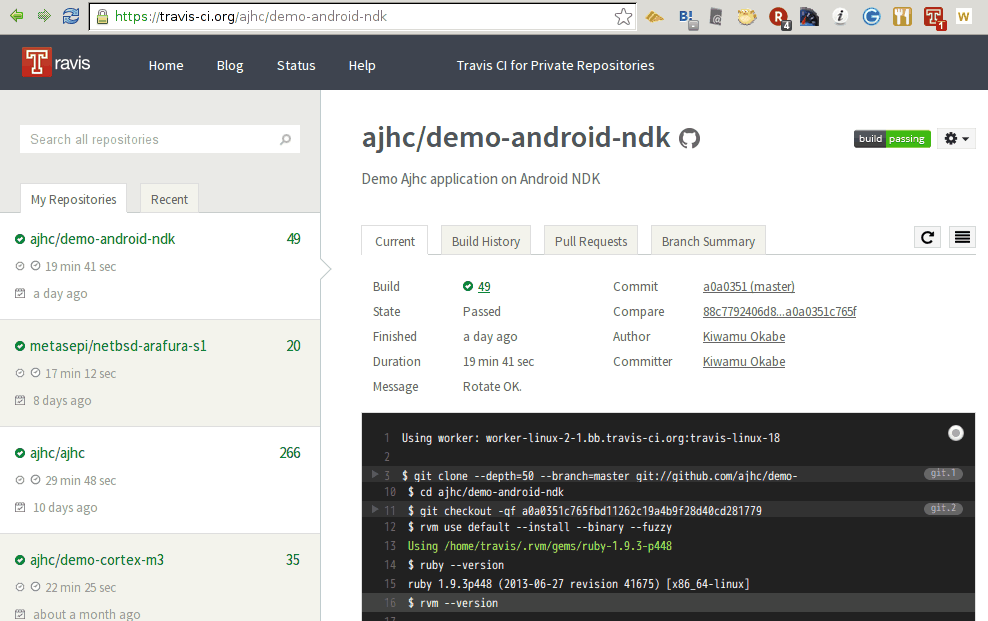 https://travis-ci.org/ajhc/demo-android-ndk
B!
R
4
i
G
T
1
W
Travis
Home
Blog
Status
Help
Travis CI for Private Repositories
Search all repositories
My Repositories
Recent
ajhc/demo-android-ndk 49
19 min 41 sec
a day ago
metasepi/netbsd-arafura-s1 20
17 min 12 sec
8 days ago
ajhc/ajhc 266
29 min 48 sec
10 days ago
ajhc/demo-cortex-m3 35
22 min 25 sec
about a month ago
ajhc/demo-android-ndk
build passing
Demo Ajhc application on Android NDK
Current
Build History
Pull Requests
Branch Summary
Build 49 Commit a0a0351 (master)
State Passed Compare 88c7792406d8...a0a0351c765f
Finished a day ago Author Kiwamu Okabe
Duration 19 min 41 sec Committer Kiwamu Okabe
Message Rotate OK.
1 Using worker: worker-linux-2-1.bb.travis-ci.org:travis-linux-18
2
3 $ git clone --depth=50 --branch=master git://github.com/ajhc/demo- git.1
10 $ cd ajhc/demo-android-ndk
11 $ git checkout -qf a0a0351c765fbd11262c19a4b9f28d40cd281779 git.2
12 $ rvm use default --install --binary --fuzzy
13 Using /home/travis/.rvm/gems/ruby-1.9.3-p448
14 $ ruby --version
15 ruby 1.9.3p448 (2013-06-27 revision 41675) [x86_64-linux]
16 $ rvm --version
17